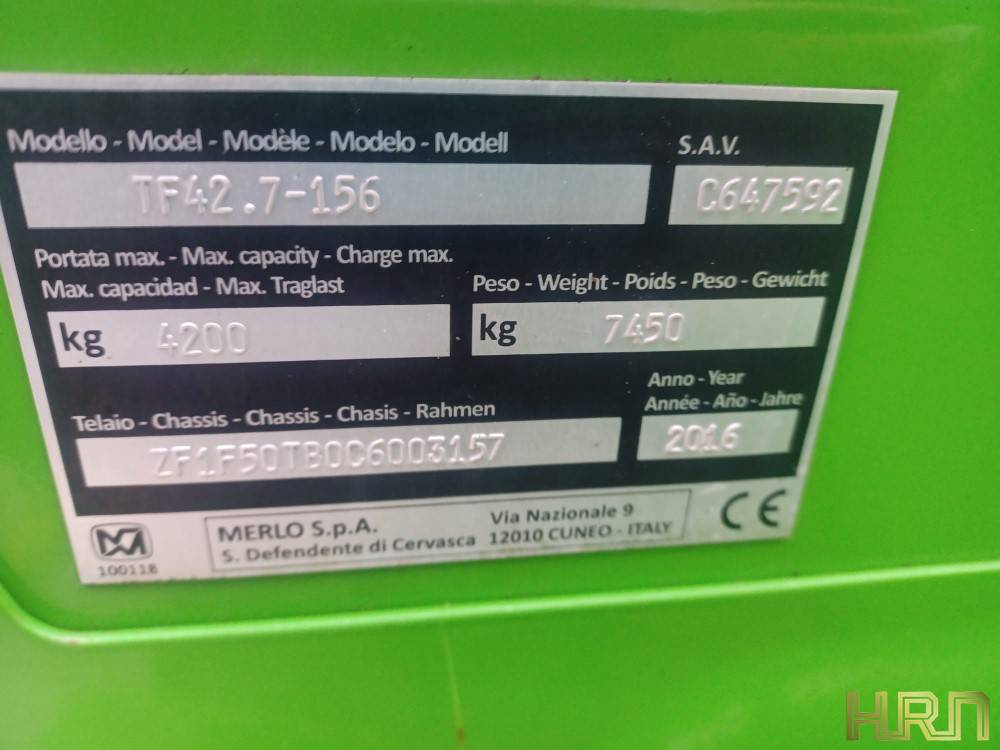 Modello - Model - Modèle - Modelo - Modell
S.A.V.
TF42.7-156
C647592
Portata max. - Max. capacity - Charge max.
Max. capacidad - Max. Traglast
Peso - Weight - Poids - Peso - Gewicht
kg 4200
kg 7450
Telaio - Chassis - Chassis - Chasis - Rahmen
Anno - Year
Année - Año - Jahre
ZF1F50TB0C6003157
2016
CE
100118
MERLO S.p.A.
S. Defendente di Cervasca
Via Nazionale 9
12010 CUNEO - ITALY
HRN